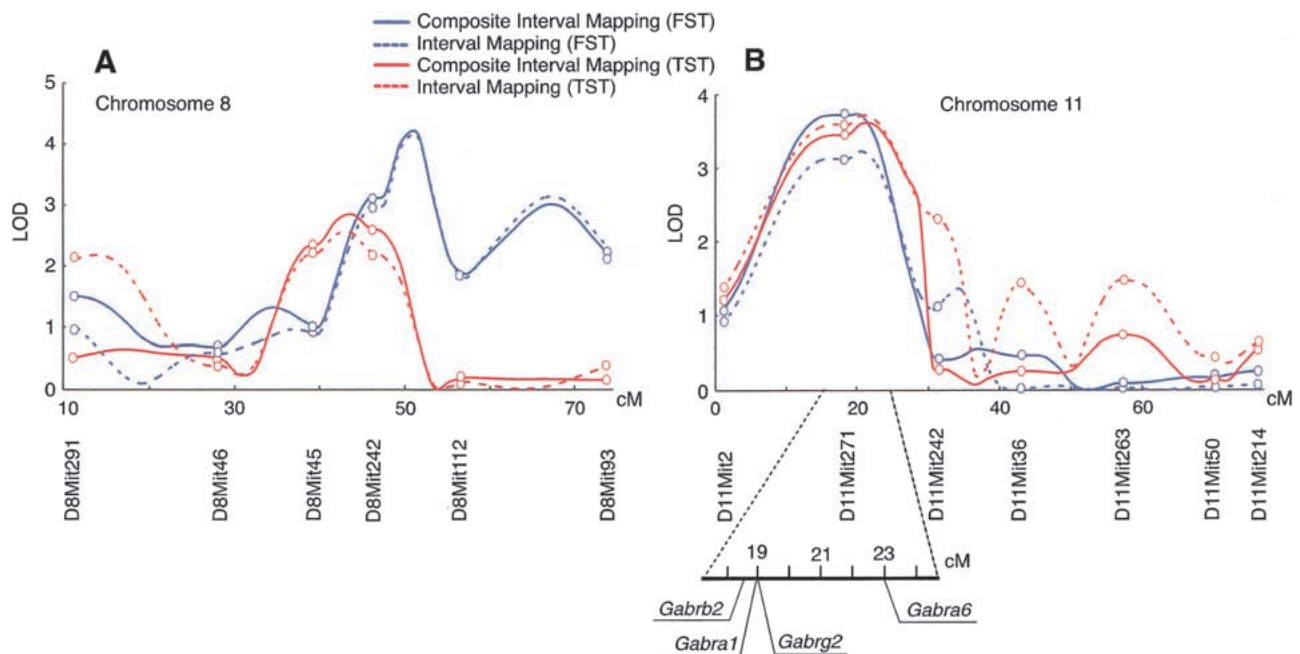 Composite Interval Mapping (FST)
Interval Mapping (FST)
Composite Interval Mapping (TST)
Interval Mapping (TST)
A
Chromosome 8
LOD
5
4
3
2
1
0
10
30
50
70
cM
D8Mit291
D8Mit46
D8Mit45
D8Mit242
D8Mit112
D8Mit93
B
Chromosome 11
LOD
4
3
2
1
0
0
20
40
60
cM
D11Mit2
D11Mit271
D11Mit242
D11Mit36
D11Mit263
D11Mit50
D11Mit214
19
21
23
cM
Gabrb2
Gabra6
Gabra1
Gabrg2